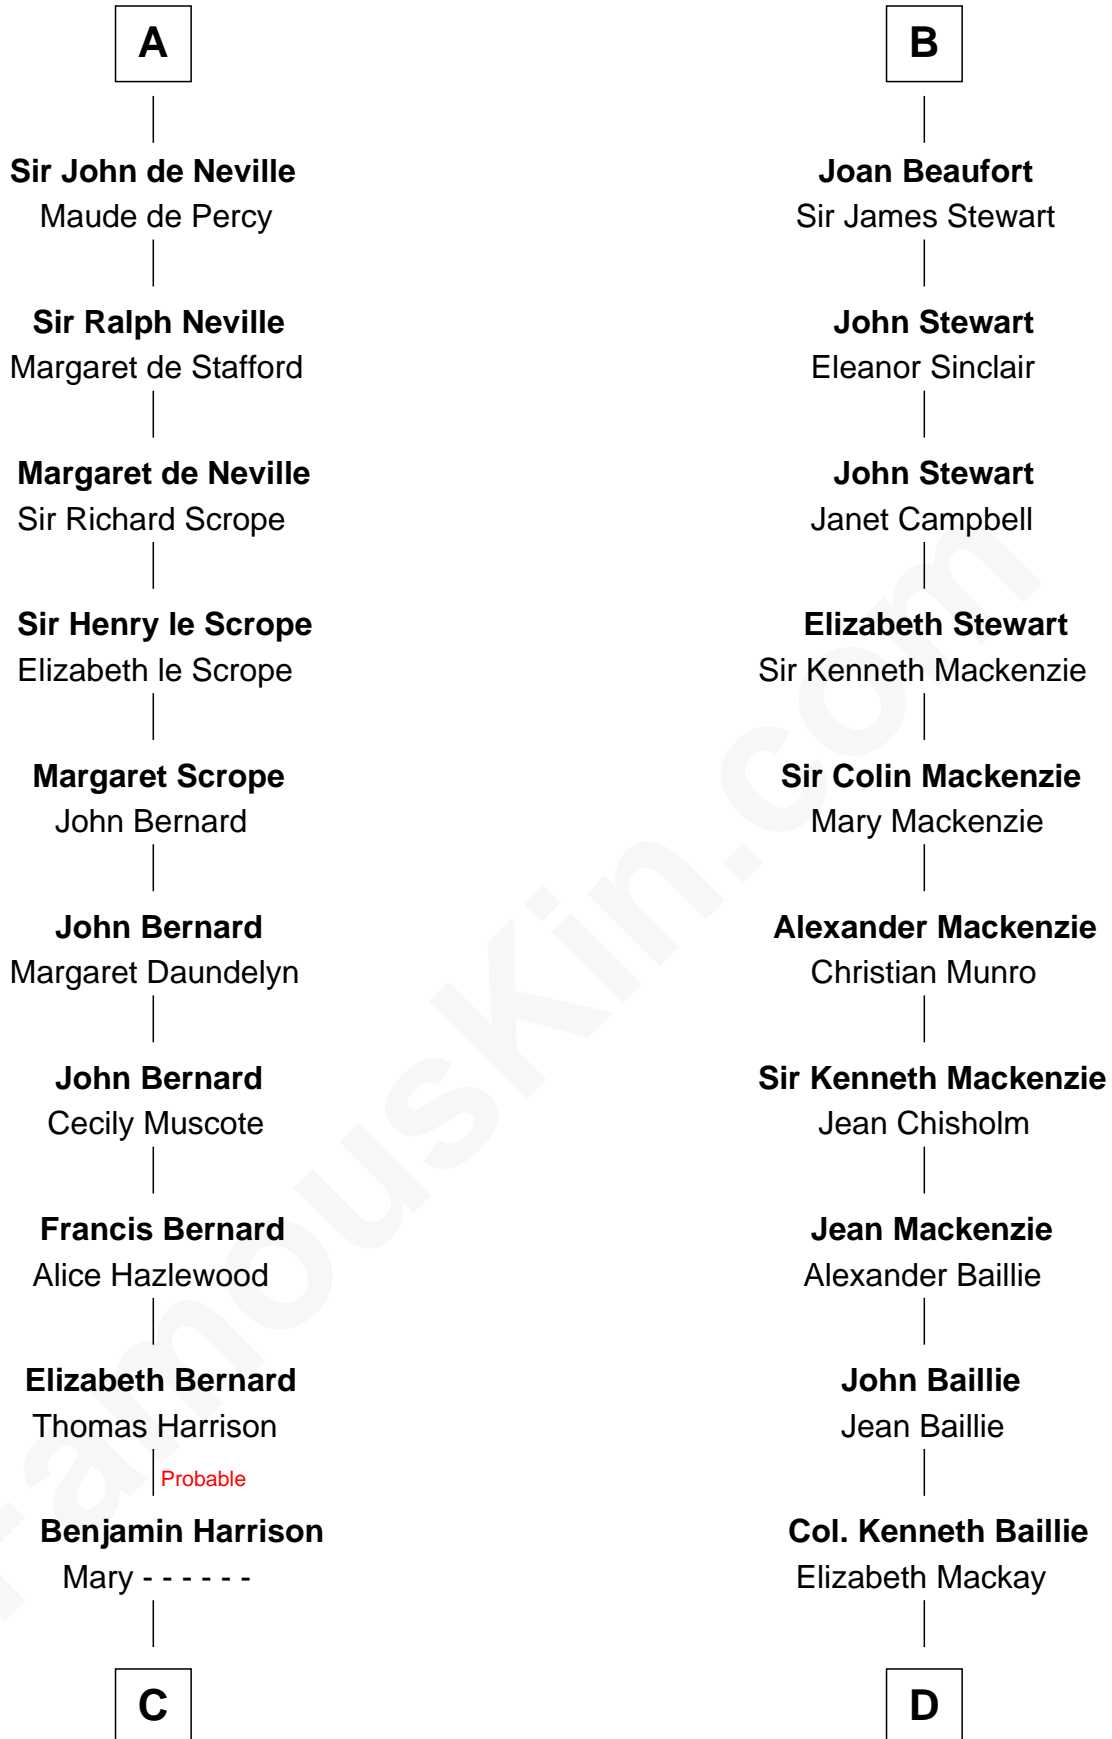 A
Sir John de Neville
Maude de Percy
Sir Ralph Neville
Margaret de Stafford
Margaret de Neville
Sir Richard Scrope
Sir Henry le Scrope
Elizabeth le Scrope
Margaret Scrope
John Bernard
John Bernard
Margaret Daundelyn
John Bernard
Cecily Muscote
Francis Bernard
Alice Hazlewood
Elizabeth Bernard
Thomas Harrison
Probable
Benjamin Harrison
Mary - - - - - -
C
B
Joan Beaufort
Sir James Stewart
John Stewart
Eleanor Sinclair
John Stewart
Janet Campbell
Elizabeth Stewart
Sir Kenneth Mackenzie
Sir Colin Mackenzie
Mary Mackenzie
Alexander Mackenzie
Christian Munro
Sir Kenneth Mackenzie
Jean Chisholm
Jean Mackenzie
Alexander Baillie
John Baillie
Jean Baillie
Col. Kenneth Baillie
Elizabeth Mackay
D
FamousKin.com